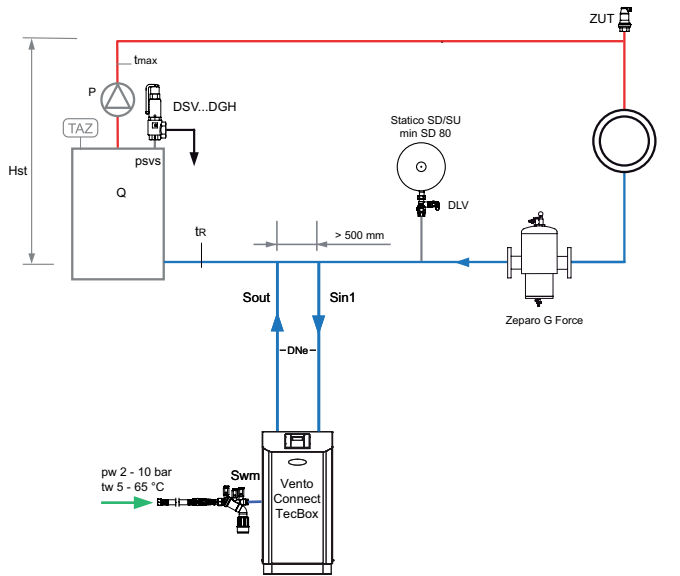 ZUT
tmax
P
DSV...DGH
TAZ
psvs
Statico SD/SU
min SD 80
Hst
Q
DLV
tR
> 500 mm
Sout
Sin1
Zeparo G Force
DNe
pw 2 - 10 bar
tw 5 - 65 °C
Swm
Vento
Connect
TecBox